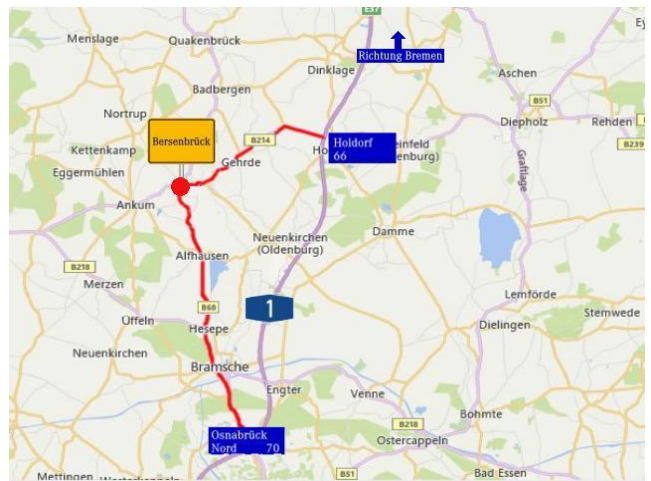 E37
Menslage
Quakenbrück
Richtung Bremen
Dinklage
Aschen
Badbergen
B51
Nortrup
Diepholz
Rehden
B214
Bersenbrück
Holdorf
66
B239
Kettenkamp
Gehrde
Eggermühlen
Ankum
Damme
Graftlage
Neuenkirchen
(Oldenburg)
Alfhausen
B218
Merzen
Lemförde
1
B68
Stemwede
Üffeln
Hesepe
Dielingen
Neuenkirchen
Bramsche
Engter
Venne
Bohmte
B218
Osnabrück
Nord 70
Ostercappeln
B51
Bad Essen
Mettingen